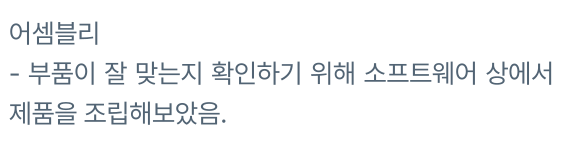 어셈블리
- 부품이 잘 맞는지 확인하기 위해 소프트웨어 상에서
제품을 조립해보았음.